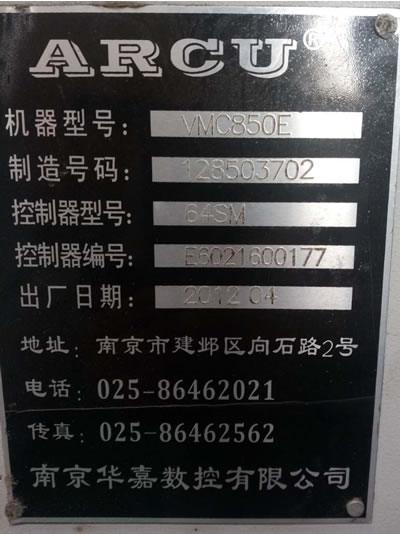 ARCU®
机器型号: VMC850E
制造号码: 128503702
控制器型号: 64SM
控制器编号: E6021600177
出厂日期: 2012 04
地址: 南京市建邺区向石路2号
电话: 025-86462021
传真: 025-86462562
南京华嘉数控有限公司